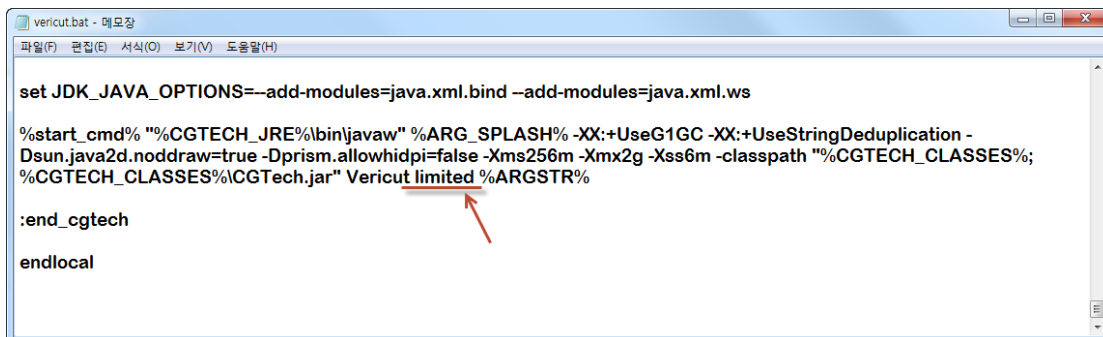 vericut.bat - 메모장
파일(F) 편집(E) 서식(O) 보기(V) 도움말(H)
set JDK_JAVA_OPTIONS=--add-modules=java.xml.bind --add-modules=java.xml.ws
%start_cmd% "%CGTECH_JRE%\bin\javaw" %ARG_SPLASH% -XX:+UseG1GC -XX:+UseStringDeduplication -
Dsun.java2d.noddraw=true -Dprism.allowhidpi=false -Xms256m -Xmx2g -Xss6m -classpath "%CGTECH_CLASSES%;
%CGTECH_CLASSES%\CGTech.jar" Vericut limited %ARGSTR%
:end_cgtech
endlocal